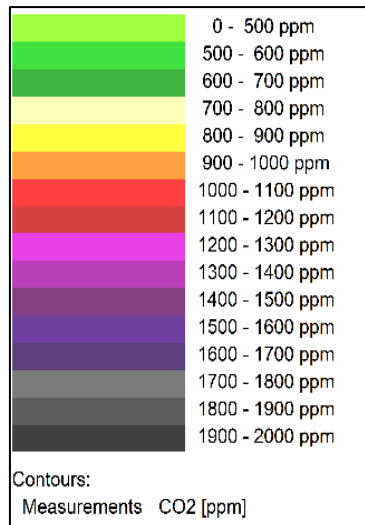 0 - 500 ppm
500 - 600 ppm
600 - 700 ppm
700 - 800 ppm
800 - 900 ppm
900 - 1000 ppm
1000 - 1100 ppm
1100 - 1200 ppm
1200 - 1300 ppm
1300 - 1400 ppm
1400 - 1500 ppm
1500 - 1600 ppm
1600 - 1700 ppm
1700 - 1800 ppm
1800 - 1900 ppm
1900 - 2000 ppm
Contours:
Measurements CO2 [ppm]